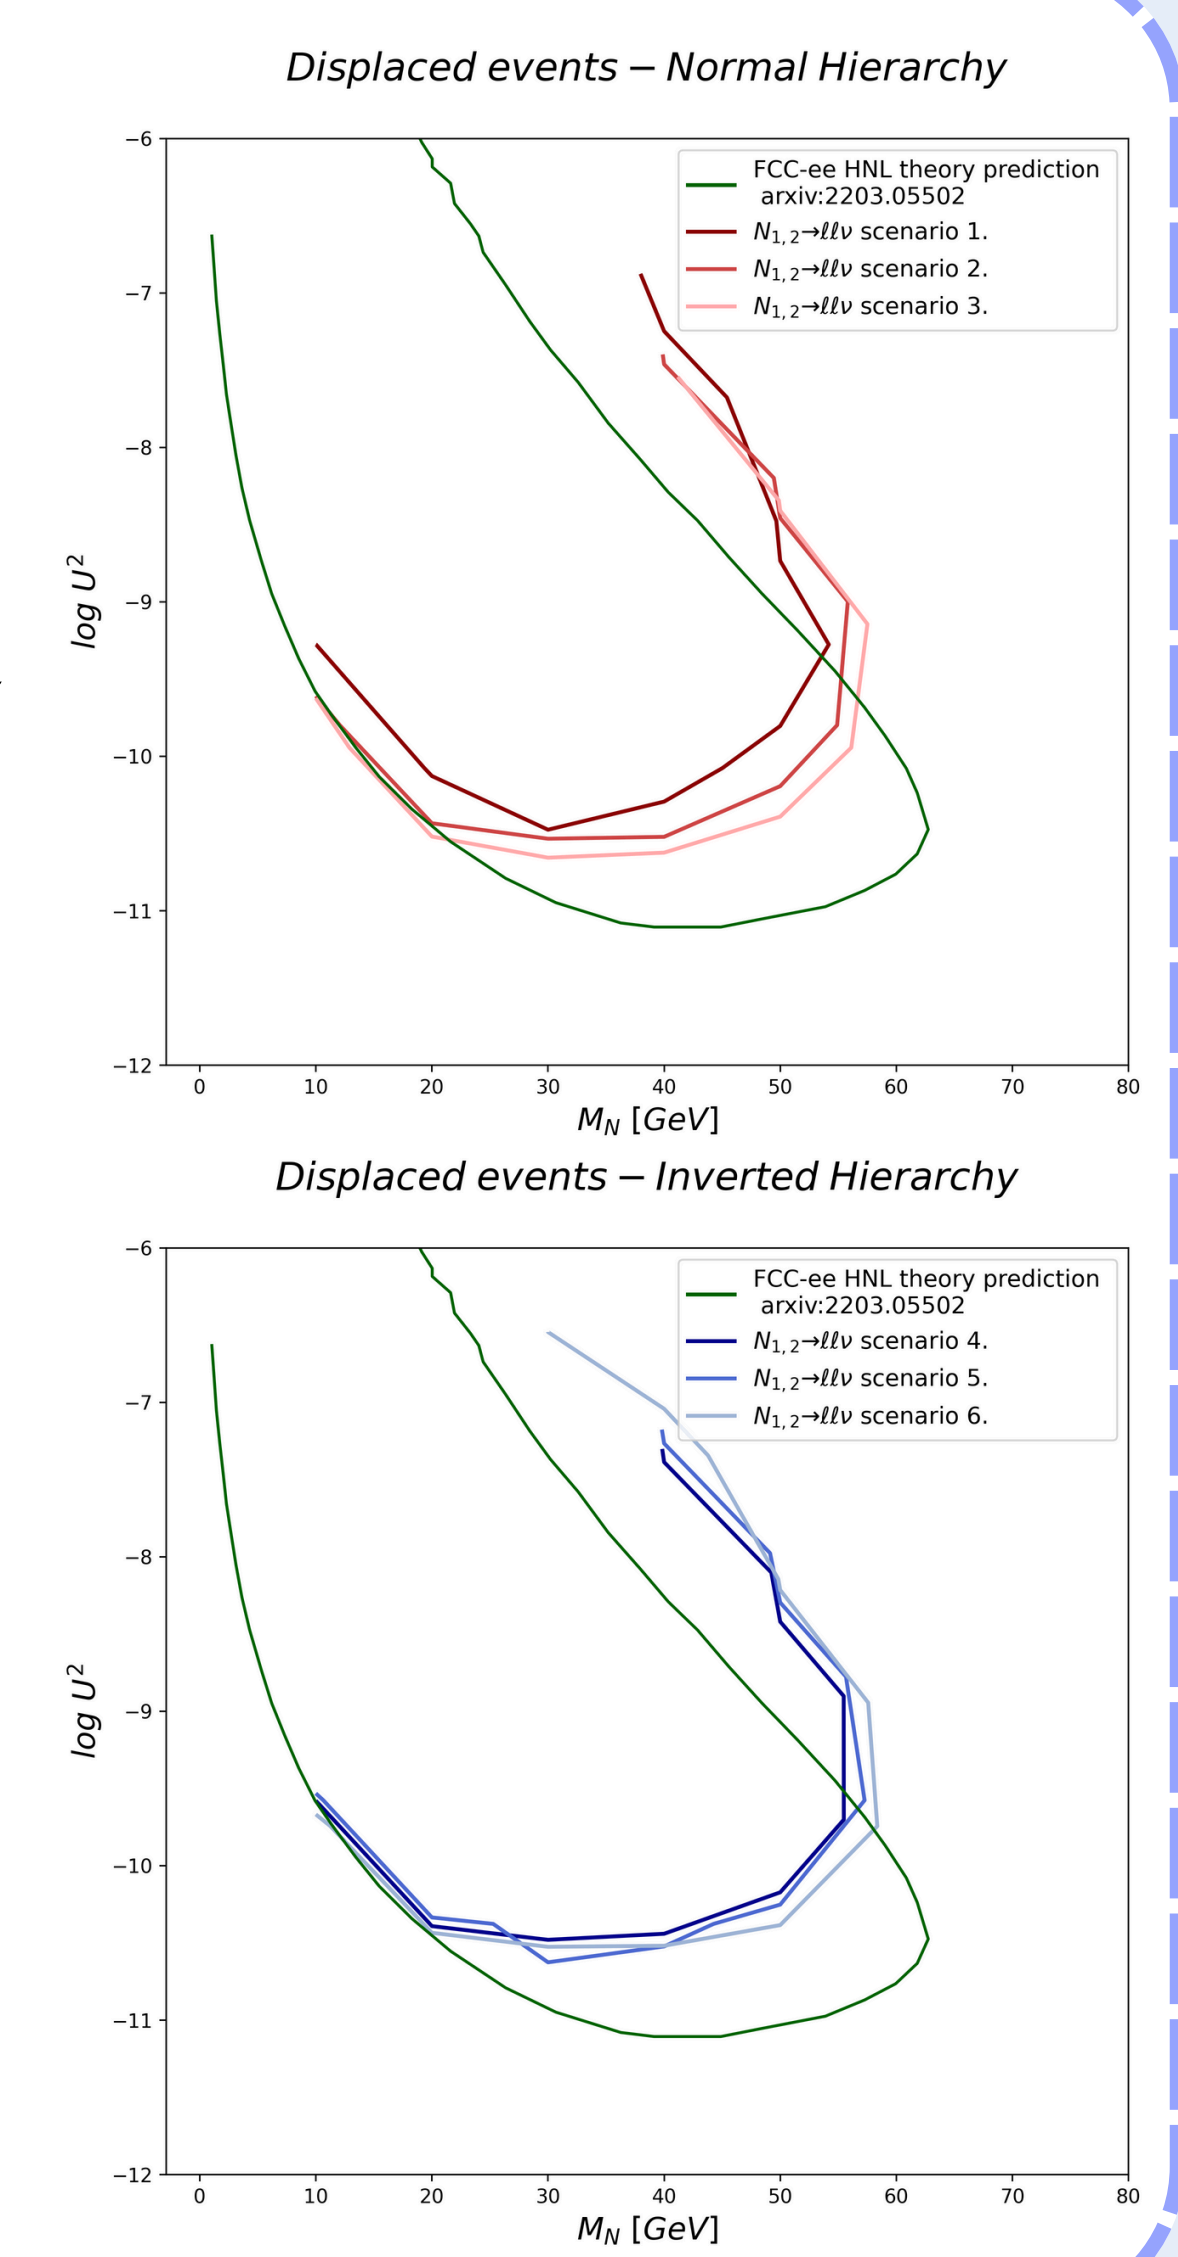 Displaced events − Normal Hierarchy
−6
FCC-ee HNL theory prediction
arxiv:2203.05502
N1,2→ℓℓν scenario 1.
N1,2→ℓℓν scenario 2.
N1,2→ℓℓν scenario 3.
−7
−8
−9
−10
−11
−12
log U²
0 10 20 30 40 50 60 70 80
MN [GeV]
Displaced events − Inverted Hierarchy
−6
FCC-ee HNL theory prediction
arxiv:2203.05502
N1,2→ℓℓν scenario 4.
N1,2→ℓℓν scenario 5.
N1,2→ℓℓν scenario 6.
−7
−8
−9
−10
−11
−12
log U²
0 10 20 30 40 50 60 70 80
MN [GeV]